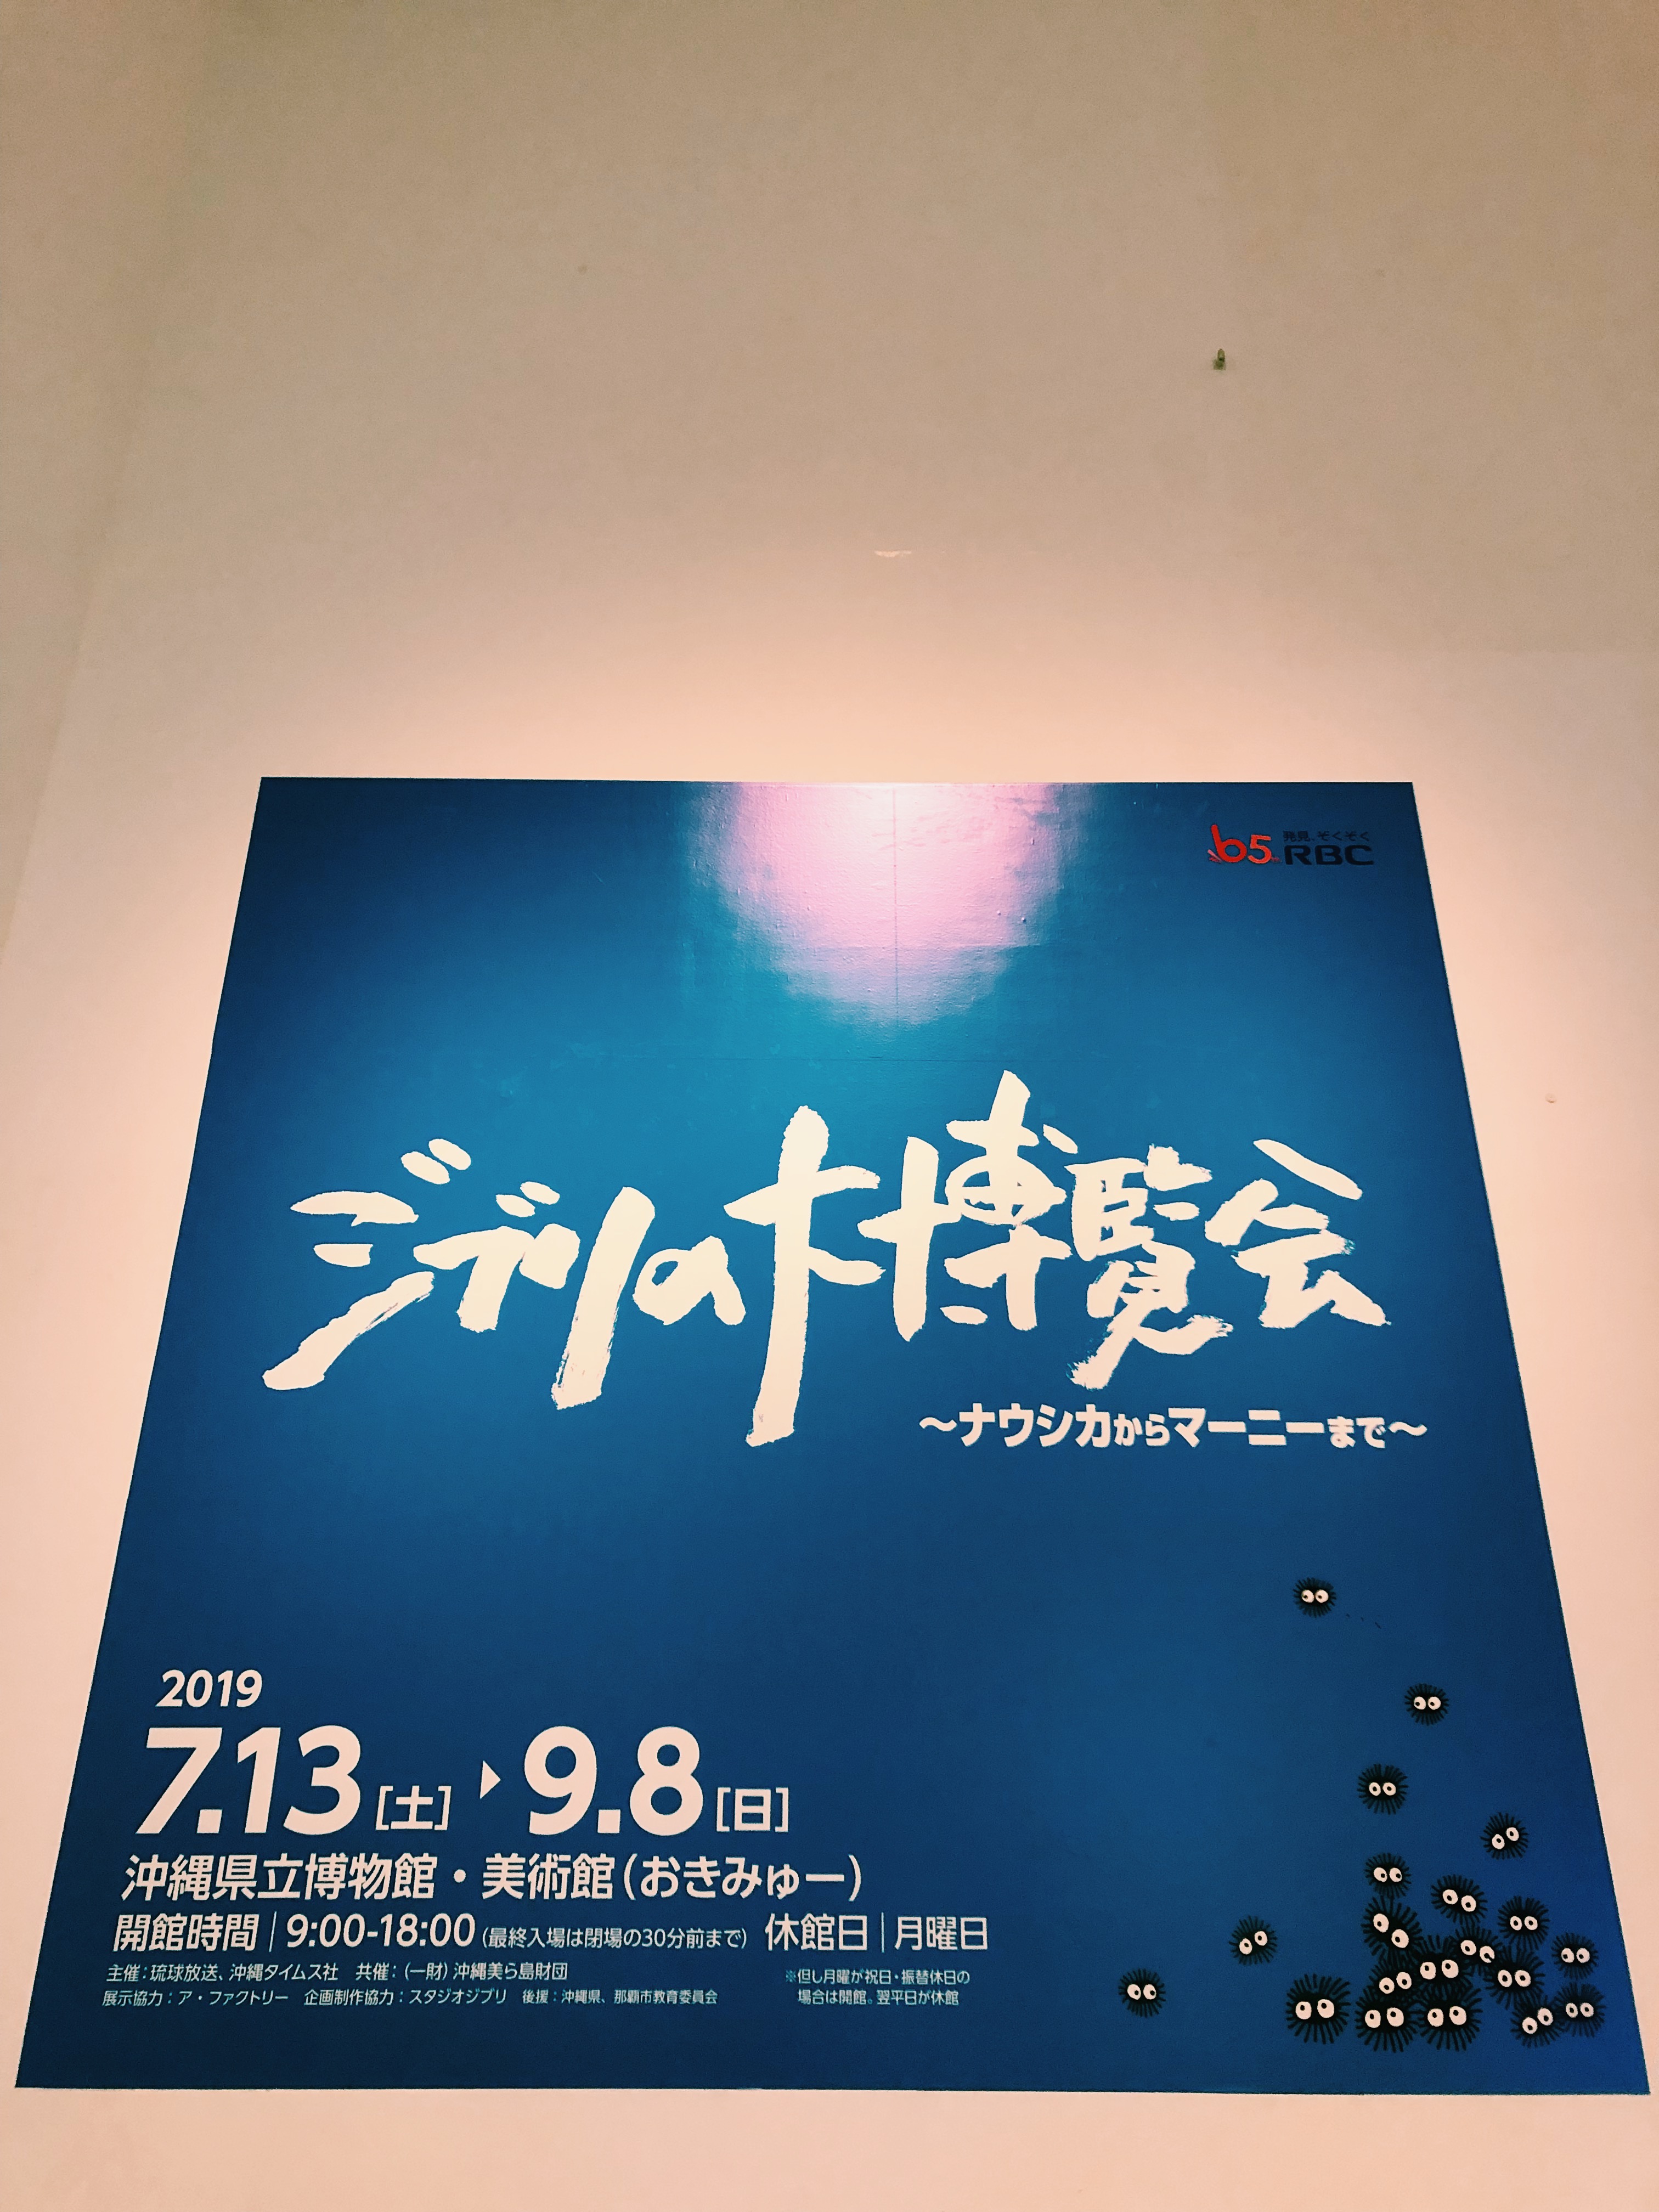 65 発見、ぞくぞく
RBC
ジブリの大博覧会
〜ナウシカからマーニーまで〜
2019
7.13[土]▶9.8[日]
沖縄県立博物館・美術館(おきみゅー)
開館時間|9:00-18:00(最終入場は閉場の30分前まで) 休館日|月曜日
主催:琉球放送、沖縄タイムス社 共催:(一財)沖縄美ら島財団
展示協力:ア・ファクトリー 企画制作協力:スタジオジブリ 後援:沖縄県、那覇市教育委員会
※但し月曜が祝日・振替休日の
場合は開館。翌平日が休館